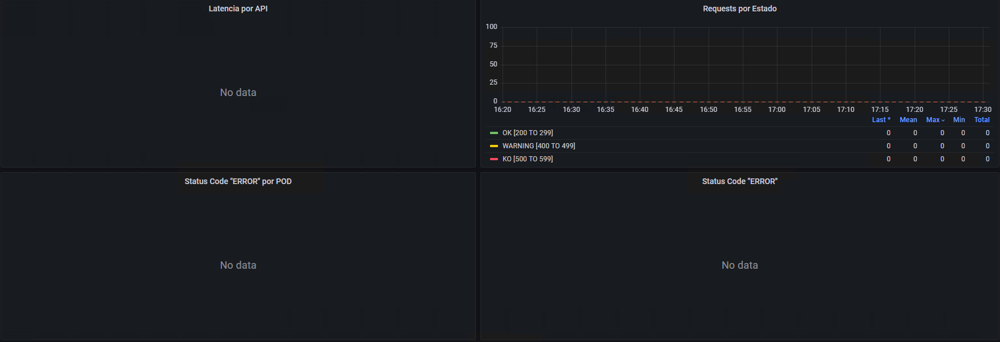 Latencia por API
No data
Requests por Estado
100
75
50
25
0
16:20 16:25 16:30 16:35 16:40 16:45 16:50 16:55 17:00 17:05 17:10 17:15 17:20 17:25 17:30
Last * Mean Max Min Total
OK [200 TO 299] 0 0 0 0 0
WARNING [400 TO 499] 0 0 0 0 0
KO [500 TO 599] 0 0 0 0 0
Status Code "ERROR" por POD
No data
Status Code "ERROR"
No data